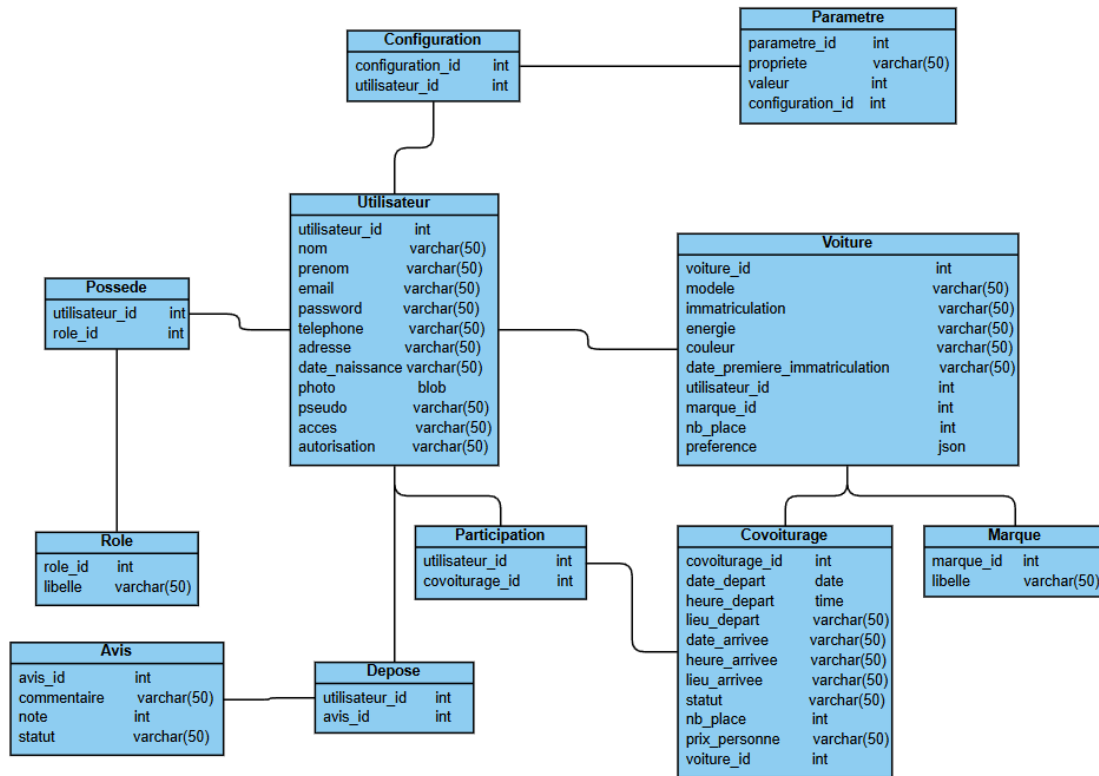 Configuration
configuration_id int
utilisateur_id int
Parametre
parametre_id int
propriete varchar(50)
valeur int
configuration_id int
Utilisateur
utilisateur_id int
nom varchar(50)
prenom varchar(50)
email varchar(50)
password varchar(50)
telephone varchar(50)
adresse varchar(50)
date_naissance varchar(50)
photo blob
pseudo varchar(50)
acces varchar(50)
autorisation varchar(50)
Voiture
voiture_id int
modele varchar(50)
immatriculation varchar(50)
energie varchar(50)
couleur varchar(50)
date_premiere_immatriculation varchar(50)
utilisateur_id int
marque_id int
nb_place int
preference json
Possede
utilisateur_id int
role_id int
Role
role_id int
libelle varchar(50)
Participation
utilisateur_id int
covoiturage_id int
Covoiturage
covoiturage_id int
date_depart date
heure_depart time
lieu_depart varchar(50)
date_arrivee varchar(50)
heure_arrivee varchar(50)
lieu_arrivee varchar(50)
statut varchar(50)
nb_place int
prix_personne varchar(50)
voiture_id int
Marque
marque_id int
libelle varchar(50)
Avis
avis_id int
commentaire varchar(50)
note int
statut varchar(50)
Depose
utilisateur_id int
avis_id int